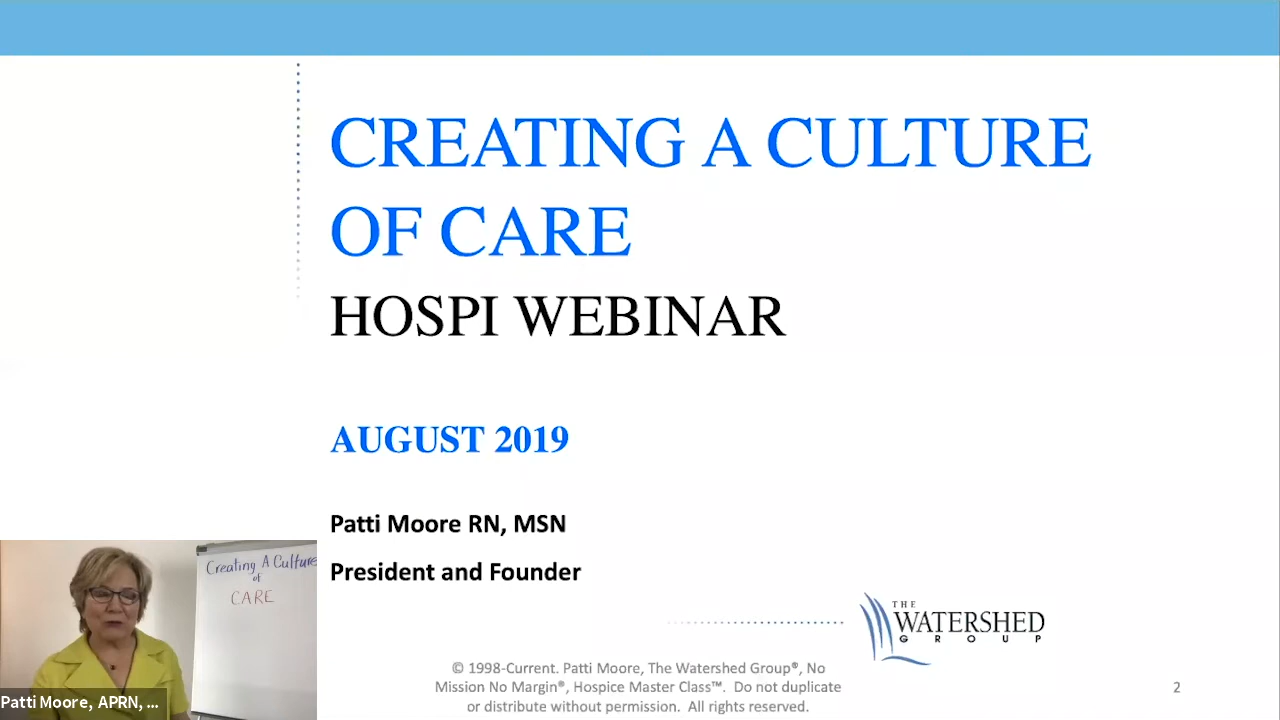 CREATING A CULTURE
OF CARE
HOSPI WEBINAR
AUGUST 2019
Patti Moore RN, MSN
President and Founder
Creating A Culture
of
CARE
Patti Moore, APRN, ...
THE
WATERSHED
GROUP
© 1998-Current. Patti Moore, The Watershed Group®, No
Mission No Margin®, Hospice Master Class™. Do not duplicate
or distribute without permission. All rights reserved.
2